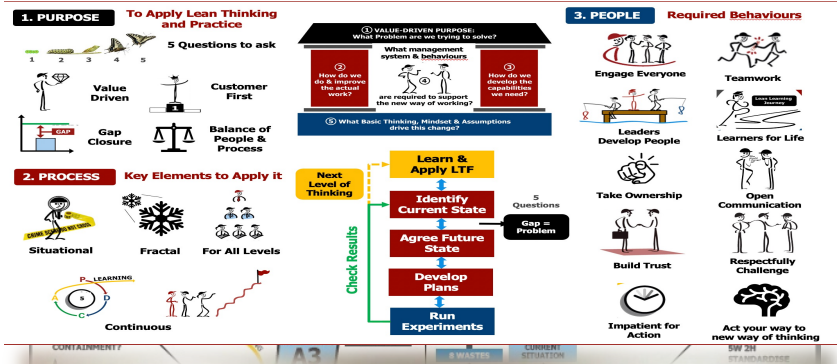 1. PURPOSE
To Apply Lean Thinking
and Practice
5 Questions to ask
1 2 3 4 5
Value
Driven
1
Customer
First
GAP
Gap
Closure
Balance of
People &
Process
2. PROCESS
Key Elements to Apply it
CRIME SCENE DO NOT CROSS
Situational
Fractal
For All Levels
P LEARNING
A S D
C
Continuous
① VALUE-DRIVEN PURPOSE:
What Problem are we trying to solve?
②
How do we
do & improve
the actual
work?
What management
system & behaviours
④
are required to support
the new way of working?
③
How do we
develop the
capabilities
we need?
⑤ What Basic Thinking, Mindset & Assumptions
drive this change?
Next
Level of
Thinking
Learn &
Apply LTF
Identify
Current State
Agree Future
State
Develop
Plans
Run
Experiments
Check Results
5
Questions
Gap =
Problem
3. PEOPLE
Required Behaviours
Engage Everyone
Teamwork
Leaders
Develop People
Lean Learning
Journey
Learners for Life
Take Ownership
Open
Communication
Build Trust
Respectfully
Challenge
Impatient for
Action
Act your way to
new way of thinking
CONTAINMENT?
A3
8 WASTES
CURRENT
SITUATION
5W 2H
STANDARDISE